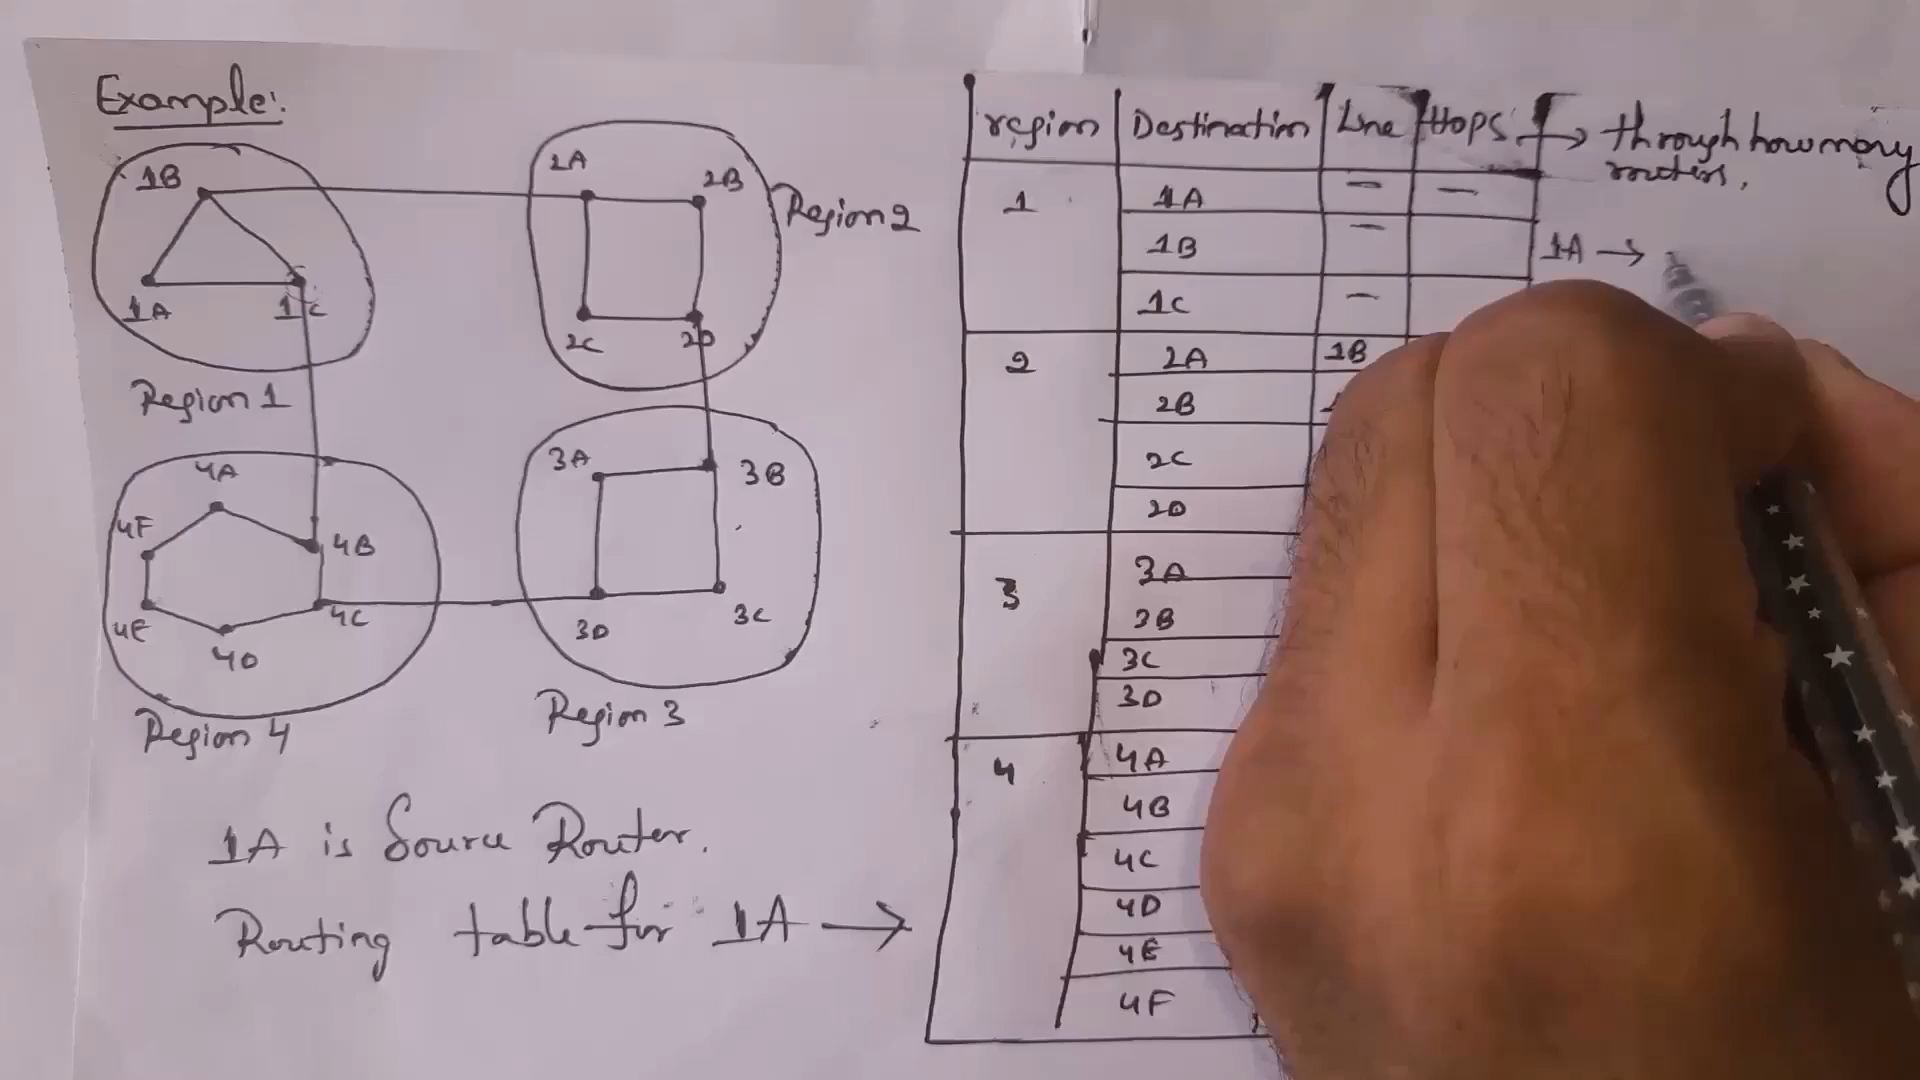 Example:
1B
1A
1C
Region 1
2A
2B
2C
2D
Region 2
4A
4F
4B
4E
4C
4D
Region 4
3A
3B
3D
3C
Region 3
1A is Source Router.
Routing table for 1A →
region Destination Line Hops → through how many
routers.
1 1A — —
1B — 1A →
1C —
2 2A 1B
2B
2C
2D
3 3A
3B
3C
3D
4 4A
4B
4C
4D
4E
4F